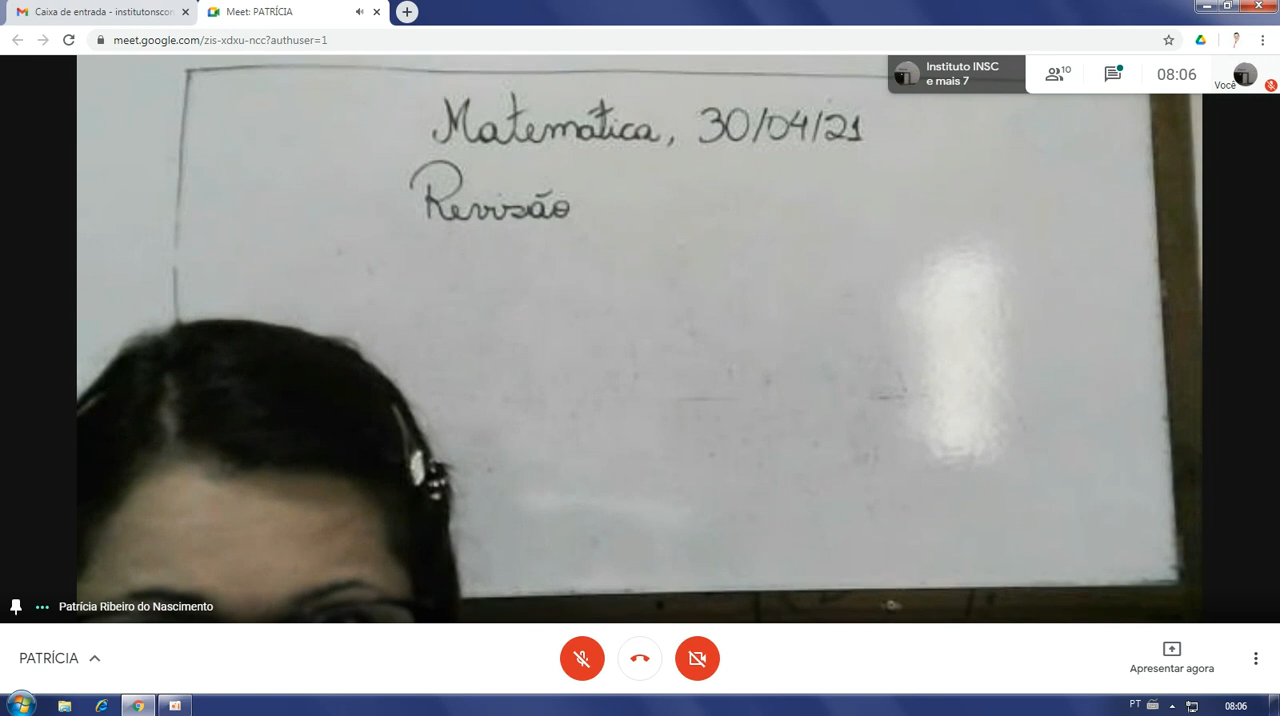 Caixa de entrada - institutonscon
Meet: PATRÍCIA
meet.google.com/zis-xdxu-ncc?authuser=1
Instituto INSC
e mais 7
10
08:06
Você
Matemática, 30/04/21
Revisão
Patrícia Ribeiro do Nascimento
PATRÍCIA
Apresentar agora
PT
08:06